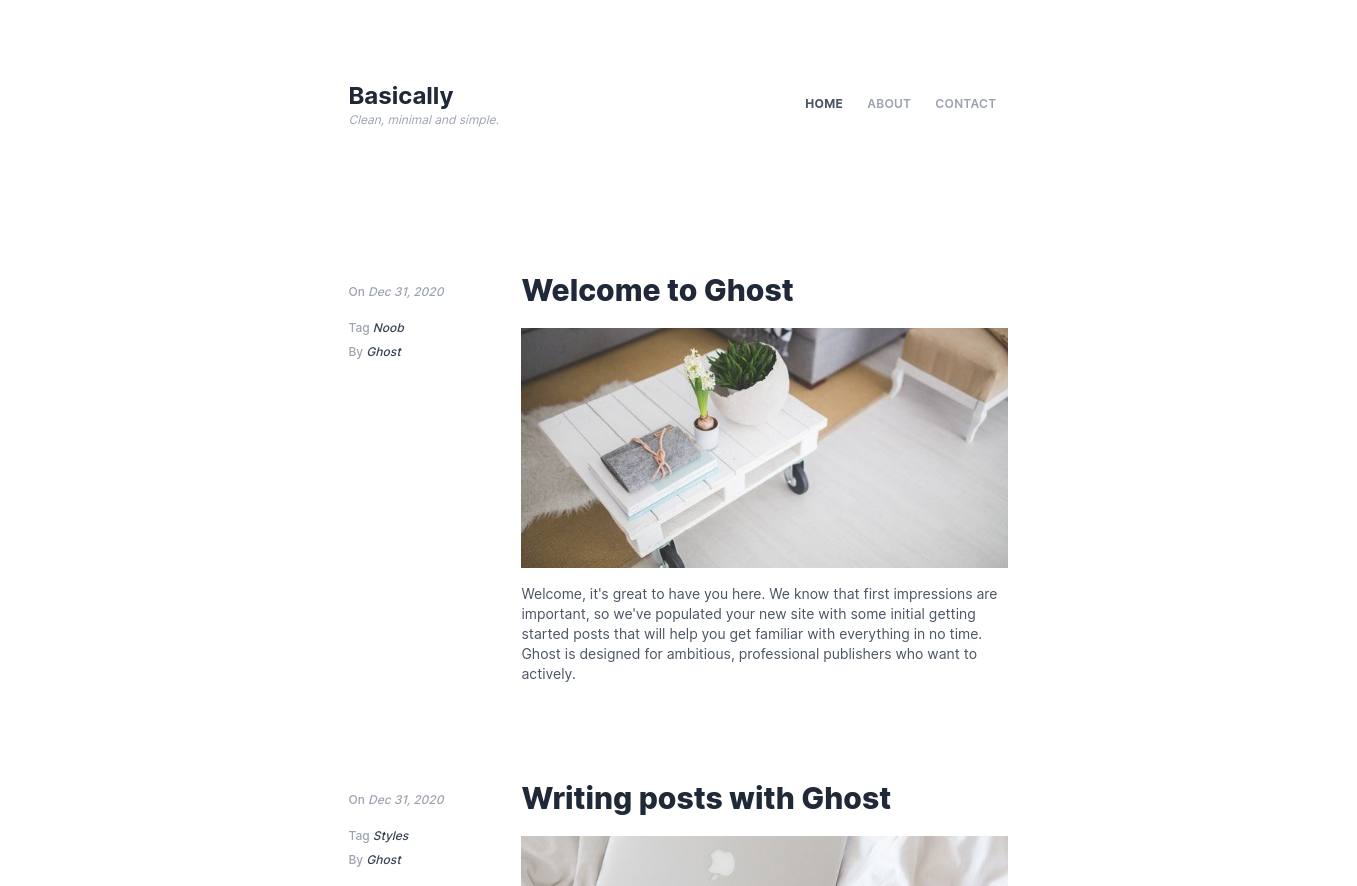 Basically
Clean, minimal and simple.
HOME ABOUT CONTACT
On Dec 31, 2020
Tag Noob
By Ghost
Welcome to Ghost
Welcome, it's great to have you here. We know that first impressions are
important, so we've populated your new site with some initial getting
started posts that will help you get familiar with everything in no time.
Ghost is designed for ambitious, professional publishers who want to
actively.
On Dec 31, 2020
Tag Styles
By Ghost
Writing posts with Ghost